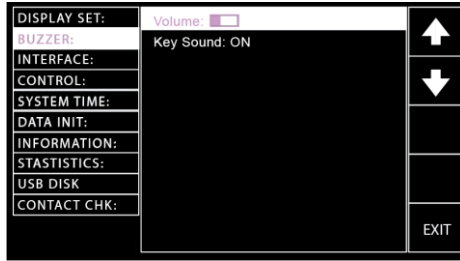 DISPLAY SET:
BUZZER:
INTERFACE:
CONTROL:
SYSTEM TIME:
DATA INIT:
INFORMATION:
STASTISTICS:
USB DISK
CONTACT CHK:
Volume:
Key Sound: ON
EXIT